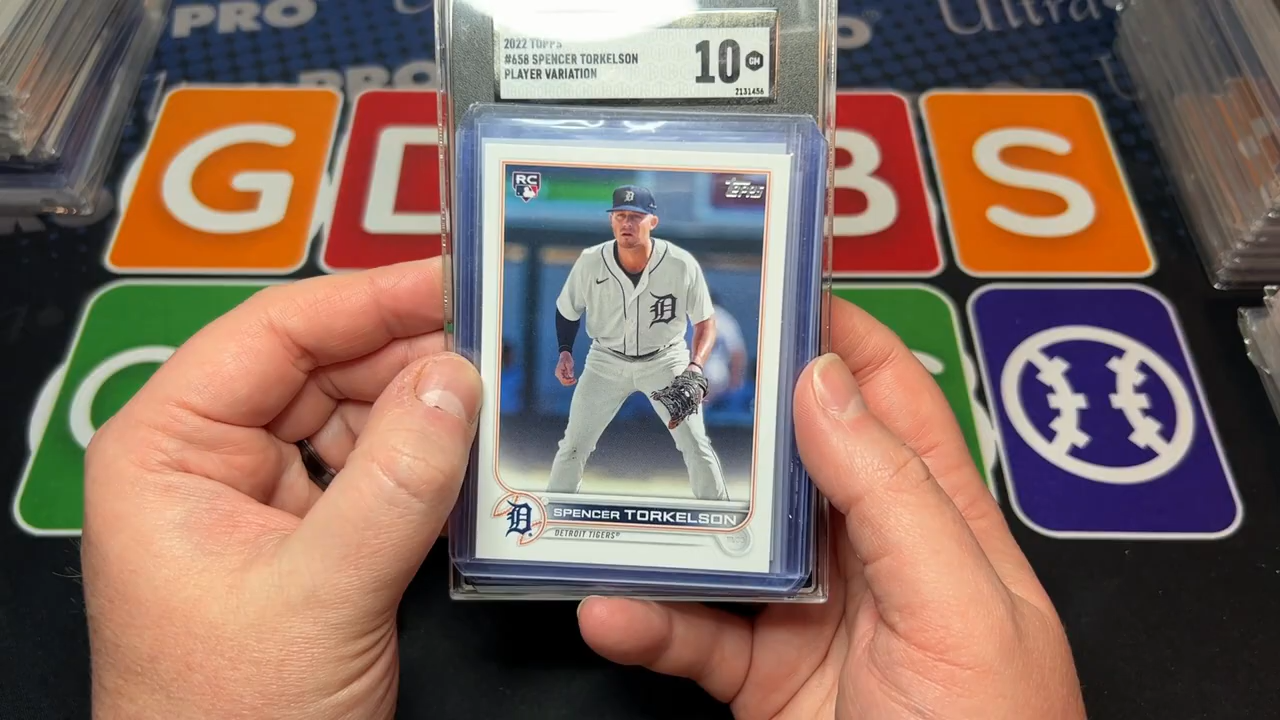 PRO
Ultra
PRO
2022 TOPPS
#658 SPENCER TORKELSON
PLAYER VARIATION
10 GM
2131456
G
D
B
S
RC
Topps
D
D
D
SPENCER TORKELSON
DETROIT TIGERS